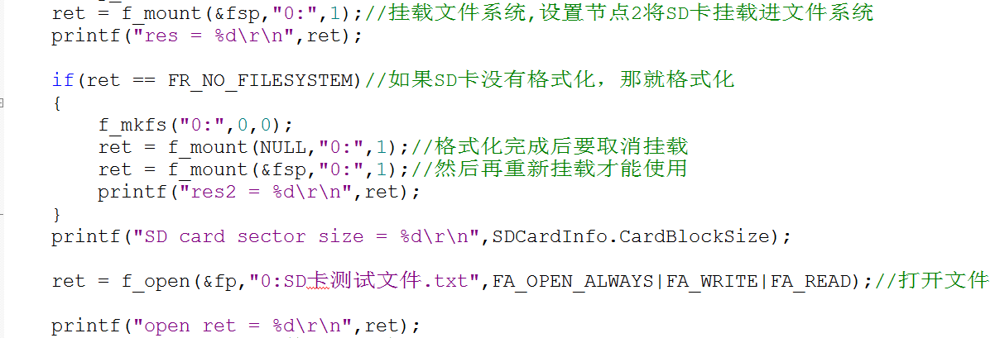 ret = f_mount(&fsp,"0:",1);//挂载文件系统,设置节点2将SD卡挂载进文件系统
printf("res = %d\r\n",ret);
if(ret == FR_NO_FILESYSTEM)//如果SD卡没有格式化，那就格式化
{
f_mkfs("0:",0,0);
ret = f_mount(NULL,"0:",1);//格式化完成后要取消挂载
ret = f_mount(&fsp,"0:",1);//然后再重新挂载才能使用
printf("res2 = %d\r\n",ret);
}
printf("SD card sector size = %d\r\n",SDCardInfo.CardBlockSize);
ret = f_open(&fp,"0:SD卡测试文件.txt",FA_OPEN_ALWAYS|FA_WRITE|FA_READ);//打开文件
printf("open ret = %d\r\n",ret);